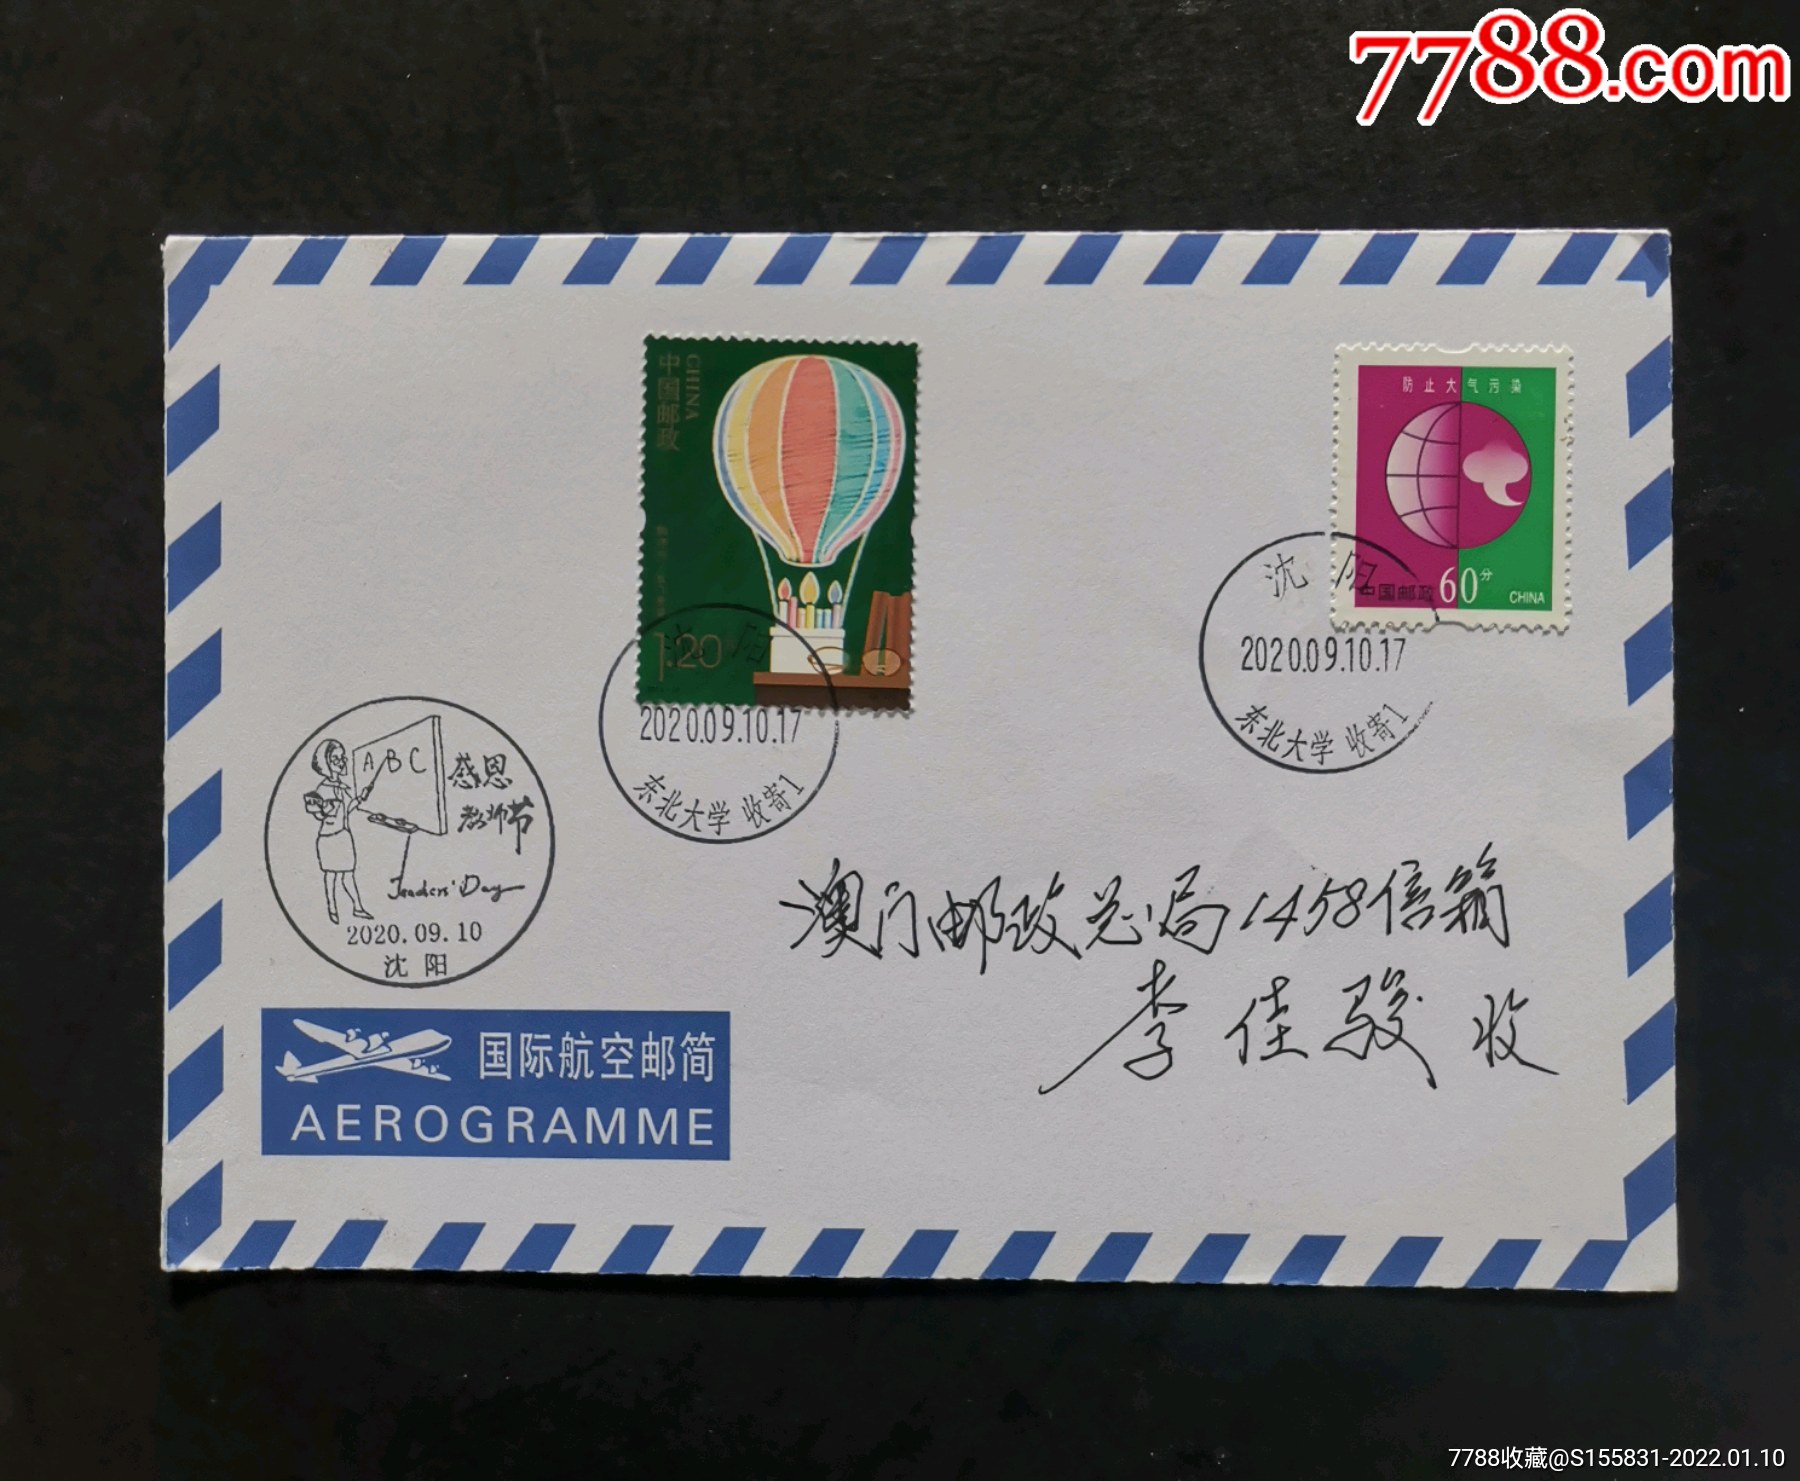 7788.com
中国邮政
CHINA
1.20
防止大气污染
中国邮政 60分 CHINA
沈阳
2020.09.10.17
东北大学 收寄1
沈阳
2020.09.10.17
东北大学 收寄1
ABC
感恩
教师节
Teachers' Day
2020.09.10
沈阳
澳门邮政总局1458信箱
李佳骏 收
国际航空邮简
AEROGRAMME
7788收藏@S155831-2022.01.10